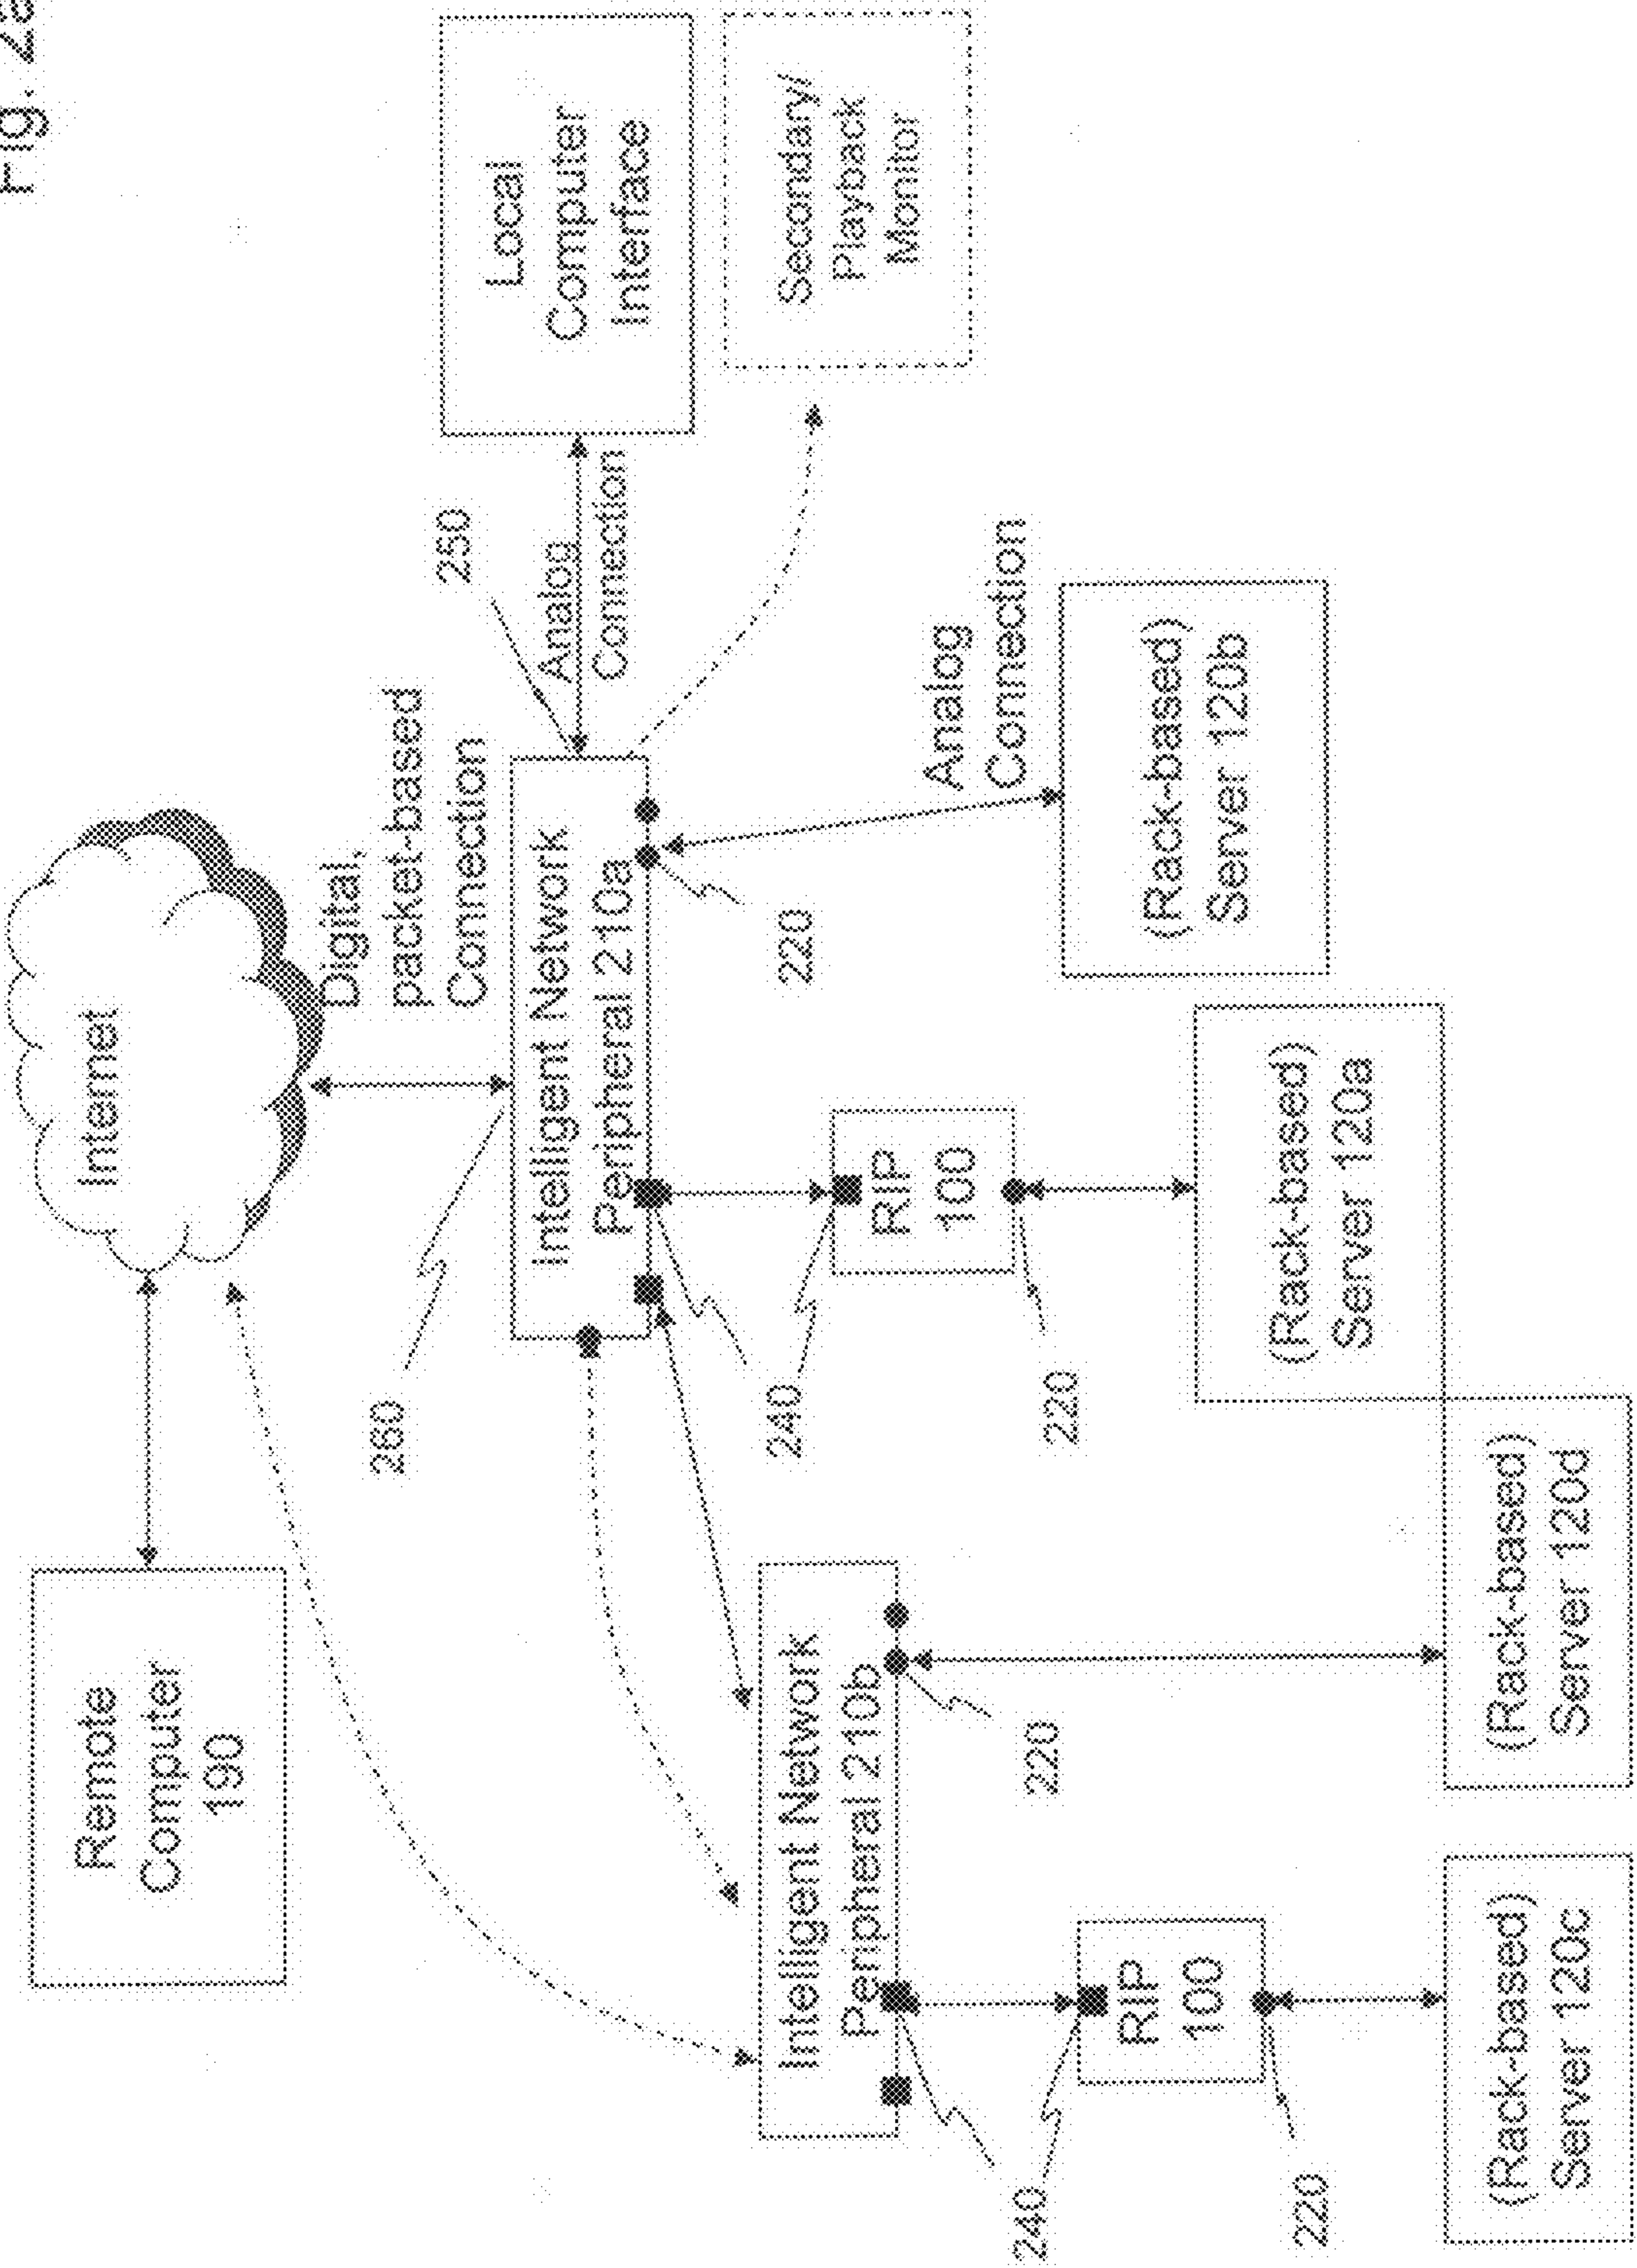 Fig. 2a
Internet
Remote
Computer
190
Digital,
packet-based
Connection
260
250
Analog
Connection
Local
Computer
Interface
Secondary/
Playback
Monitor
Intelligent Network
Peripheral 210a
Intelligent Network
Peripheral 210b
240
220
Analog
Connection
RIP
100
220
220
240
RIP
100
220
(Rack-based)
Server 120c
(Rack-based)
Server 120d
(Rack-based)
Server 120a
(Rack-based)
Server 120b